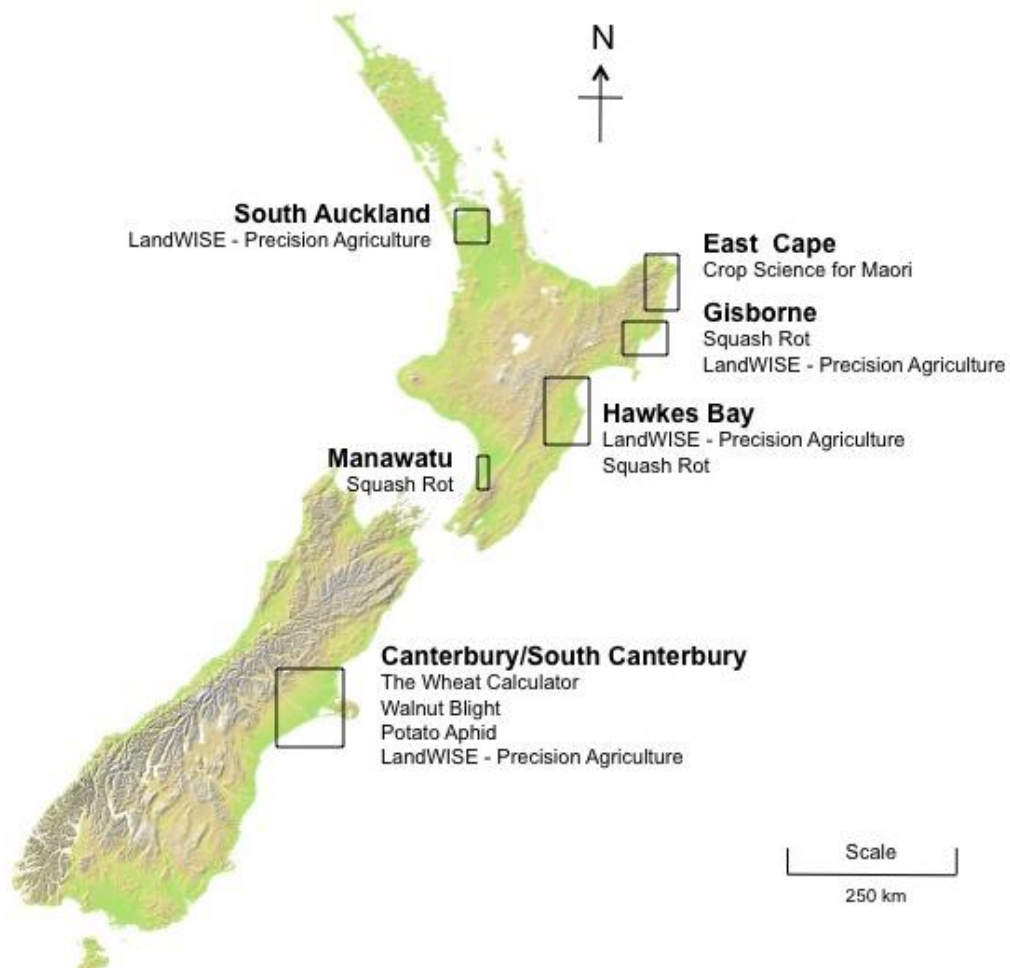 N
South Auckland
LandWISE - Precision Agriculture
East Cape
Crop Science for Maori
Gisborne
Squash Rot
LandWISE - Precision Agriculture
Hawkes Bay
LandWISE - Precision Agriculture
Squash Rot
Manawatu
Squash Rot
Canterbury/South Canterbury
The Wheat Calculator
Walnut Blight
Potato Aphid
LandWISE - Precision Agriculture
Scale
250 km